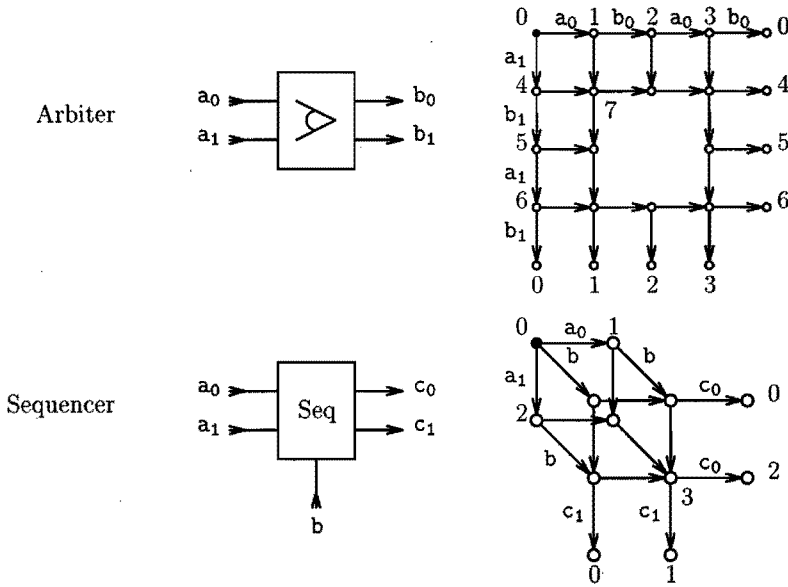 0 1 2 3 0
a₀ b₀ a₀ b₀
a₁
Arbiter a₀ b₀ 4 4
a₁ b₁ b₁ 7
5 5
a₁
6 6
b₁
0 1 2 3
0 a₀ 1
b b
Sequencer a₀ c₀ a₁ c₀ 0
Seq
a₁ c₁ 2 c₀ 2
b
b 3
c₁ c₁
0 1